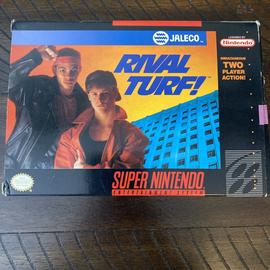 JALECO
LICENSED BY
Nintendo
RIVAL
TURF!
SIMULTANEOUS
TWO
PLAYER
ACTION!
SUPER NINTENDO
ENTERTAINMENT SYSTEM